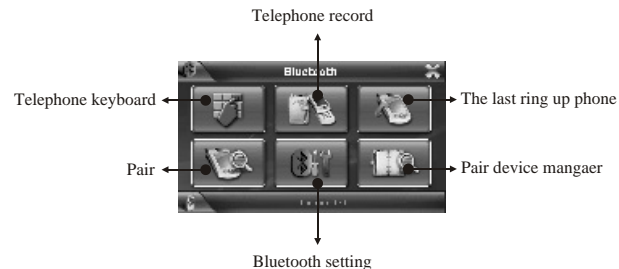 Telephone record
Bluetooth
Telephone keyboard
The last ring up phone
Pair
Pair device mangaer
Bluetooth setting